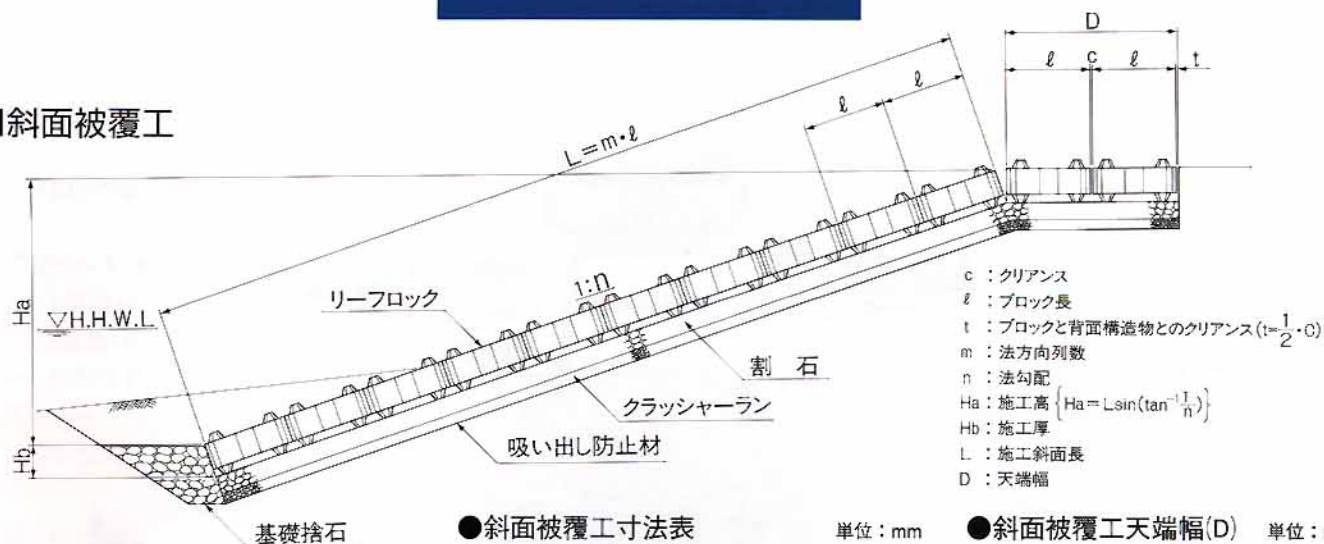 斜面被覆工
D
ℓ c ℓ t
ℓ
ℓ
L=m・ℓ
Ha
▽H.H.W.L.
リーフロック
1:n
割 石
クラッシャーラン
吸い出し防止材
Hb
基礎捨石
c :クリアンス
ℓ :ブロック長
t :ブロックと背面構造物とのクリアンス(t=1/2・C)
m :法方向列数
n :法勾配
Ha:施工高{Ha=Lsin(tan⁻¹1/n)}
Hb:施工厚
L :施工斜面長
D :天端幅
●斜面被覆工寸法表 単位:mm ●斜面被覆工天端幅(D) 単位: